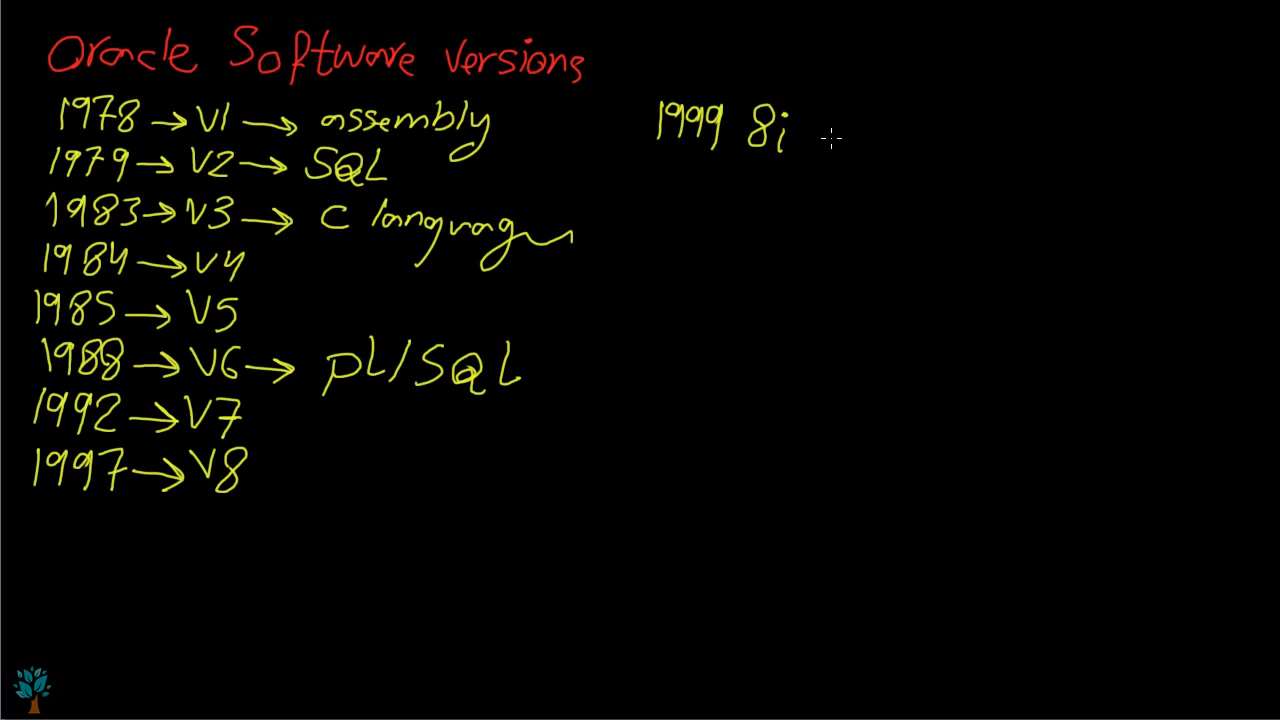 Oracle Software versions
1978 → V1 → assembly
1979 → V2 → SQL
1983 → V3 → C language
1984 → V4
1985 → V5
1988 → V6 → PL/SQL
1992 → V7
1997 → V8
1999 8i